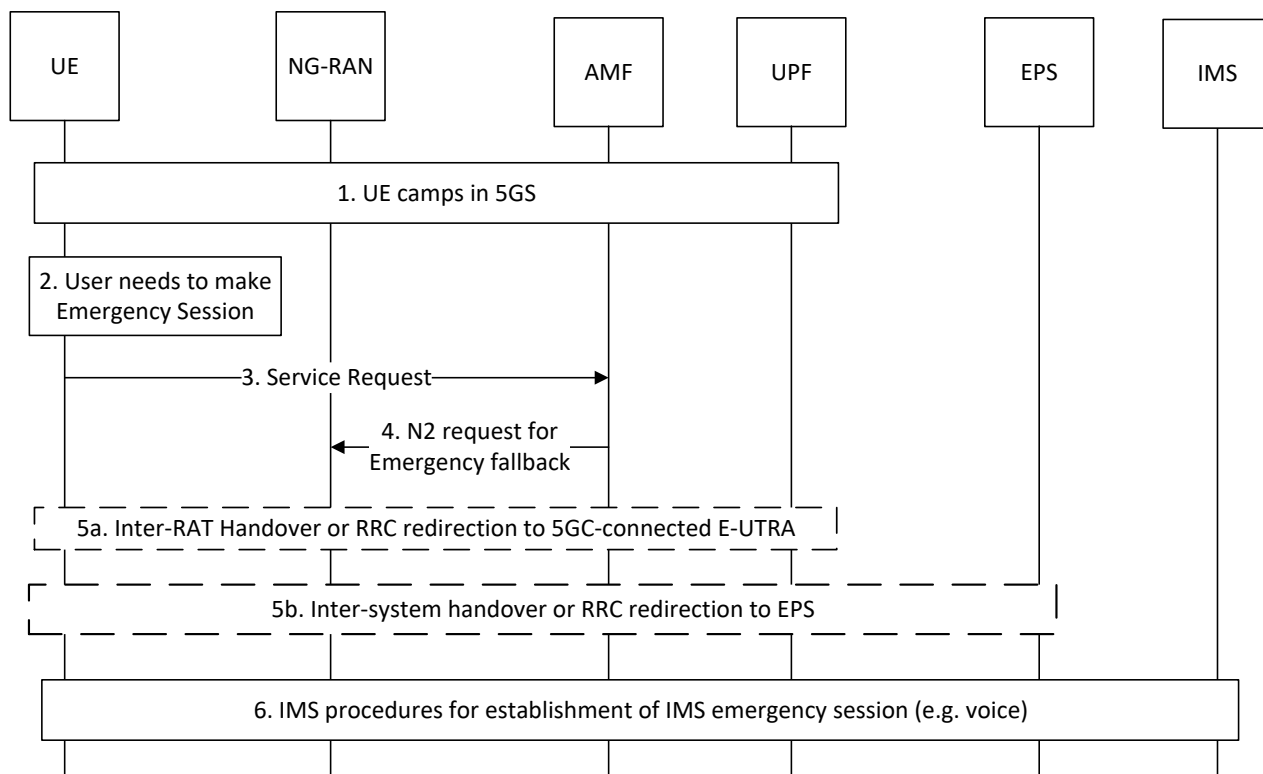 UE
NG-RAN
AMF
UPF
EPS
IMS
1. UE camps in 5GS
2. User needs to make
Emergency Session
3. Service Request
4. N2 request for
Emergency fallback
5a. Inter-RAT Handover or RRC redirection to 5GC-connected E-UTRA
5b. Inter-system handover or RRC redirection to EPS
6. IMS procedures for establishment of IMS emergency session (e.g. voice)